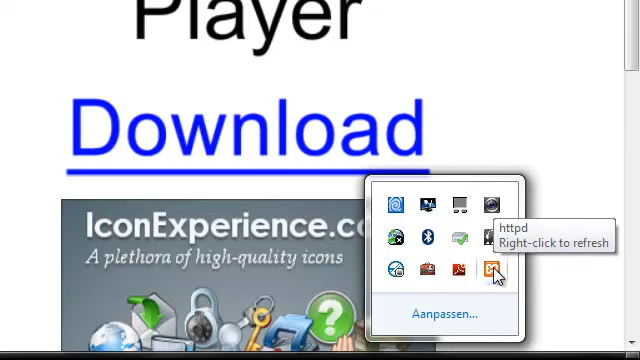 Player
Download
IconExperience.co
A plethora of high-quality icons
httpd
Right-click to refresh
Aanpassen...